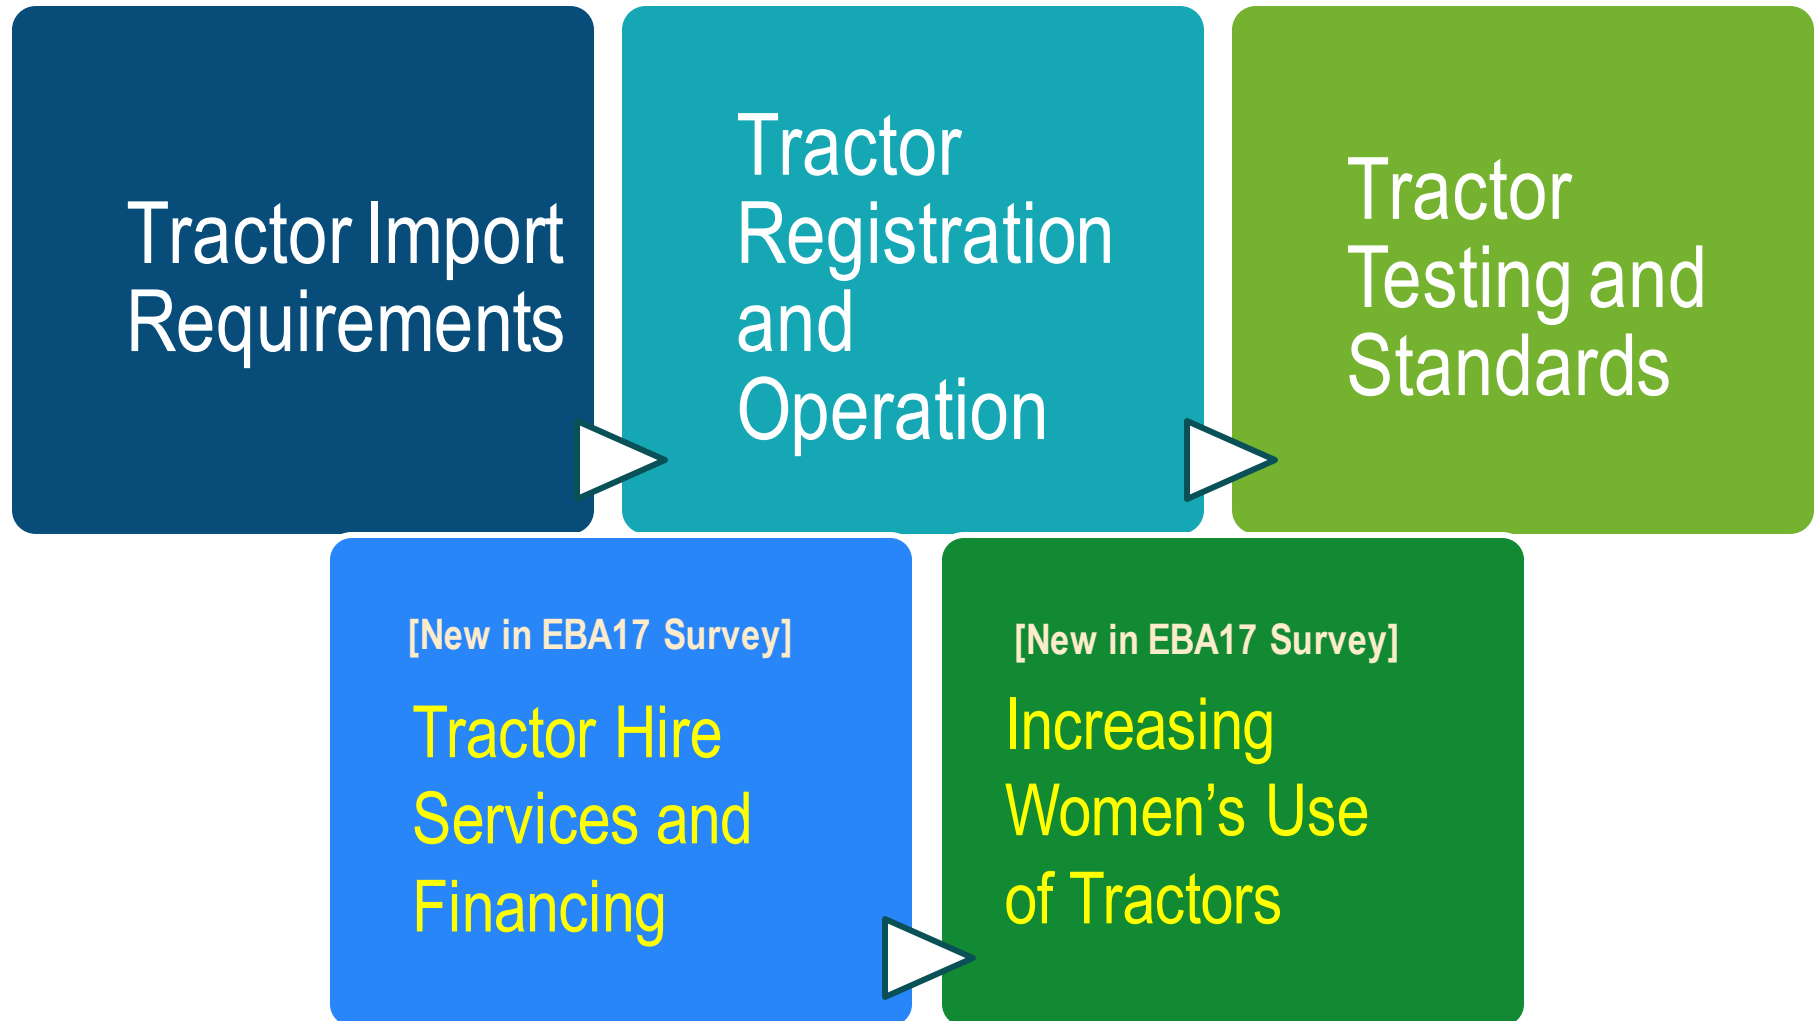 Tractor Import
Requirements
Tractor
Registration
and
Operation
Tractor
Testing and
Standards
[New in EBA17 Survey]
Tractor Hire
Services and
Financing
[New in EBA17 Survey]
Increasing
Women’s Use
of Tractors